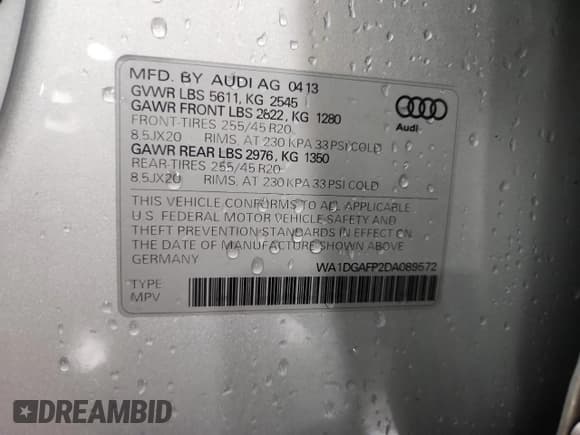 MFD. BY AUDI AG 04 13
GVWR LBS 5611, KG 2545
GAWR FRONT LBS 2822, KG 1280
FRONT-TIRES 255/45 R20
8.5JX20 RIMS, AT 230 KPA 33 PSI COLD
GAWR REAR LBS 2976, KG 1350
REAR-TIRES 255/45 R20
8.5JX20 RIMS, AT 230 KPA 33 PSI COLD
Audi
THIS VEHICLE CONFORMS TO ALL APPLICABLE
U.S. FEDERAL MOTOR VEHICLE SAFETY AND
THEFT PREVENTION STANDARDS IN EFFECT ON
THE DATE OF MANUFACTURE SHOWN ABOVE
GERMANY WA1DGAFP2DA089572
TYPE
MPV
DREAMBID